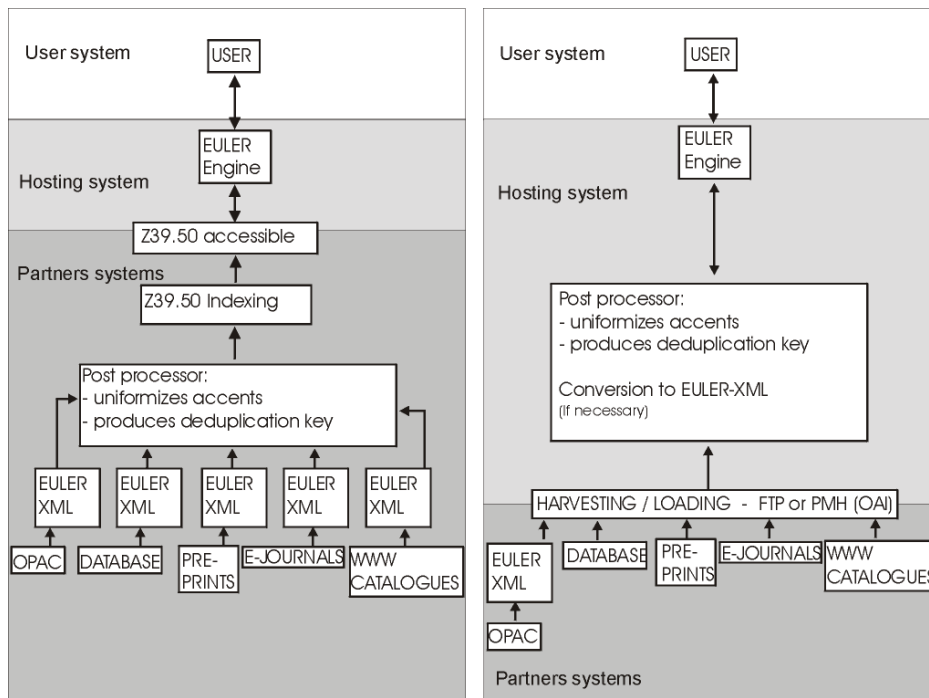 User system
USER
EULER
Engine
Hosting system
Z39.50 accessible
Partners systems
Z39.50 Indexing
Post processor:
- uniformizes accents
- produces deduplication key
EULER
XML
EULER
XML
EULER
XML
EULER
XML
EULER
XML
OPAC
DATABASE
PRE-
PRINTS
E-JOURNALS
WWW
CATALOGUES
User system
USER
EULER
Engine
Hosting system
Post processor:
- uniformizes accents
- produces deduplication key
Conversion to EULER-XML
(if necessary)
HARVESTING / LOADING - FTP or PMH (OAI)
EULER
XML
DATABASE
PRE-
PRINTS
E-JOURNALS
WWW
CATALOGUES
OPAC
Partners systems